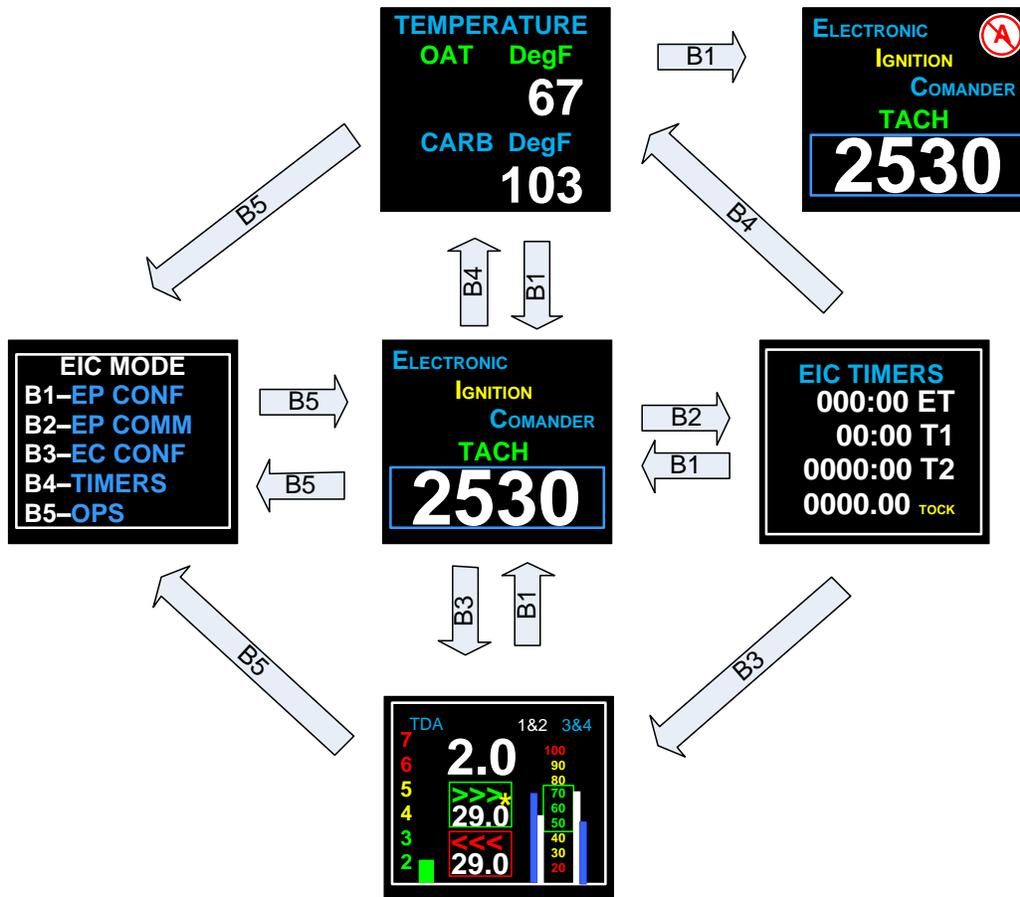 TEMPERATURE
OAT DegF
67
CARB DegF
103
B1
ELECTRONIC
IGNITION
COMANDER
TACH
2530
A
B5
B4
B4
B1
EIC MODE
B1–EP CONF
B2–EP COMM
B3–EC CONF
B4–TIMERS
B5–OPS
B5
B5
ELECTRONIC
IGNITION
COMANDER
TACH
2530
B2
B1
EIC TIMERS
000:00 ET
00:00 T1
0000:00 T2
0000.00 TOCK
B5
B3
B1
B3
TDA 1&2 3&4
7
6
5
4
3
2
2.0
>>>*
29.0
<<<
29.0
100
90
80
70
60
50
40
30
20